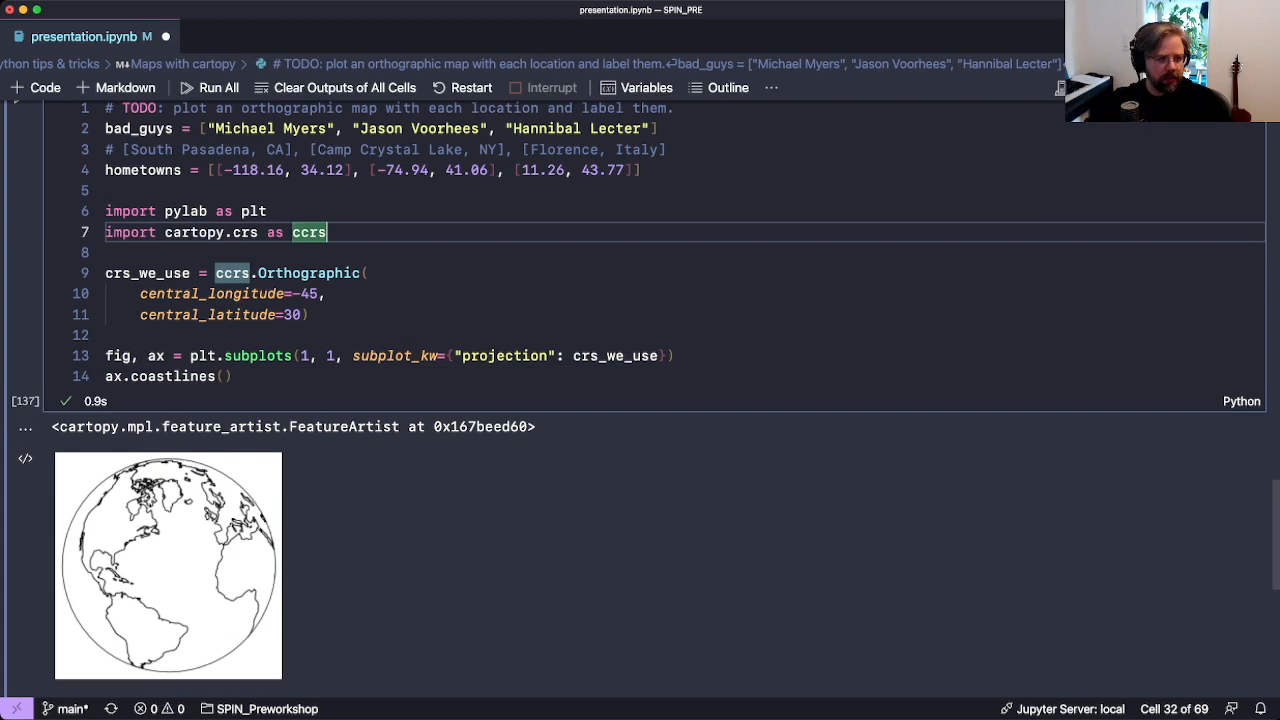 presentation.ipynb — SPIN_PRE
presentation.ipynb M
ython tips & tricks > M↓Maps with cartopy > # TODO: plot an orthographic map with each location and label them.↵bad_guys = ["Michael Myers", "Jason Voorhees", "Hannibal Lecter"]
+ Code + Markdown Run All Clear Outputs of All Cells Restart Interrupt Variables Outline ...
1 # TODO: plot an orthographic map with each location and label them.
2 bad_guys = ["Michael Myers", "Jason Voorhees", "Hannibal Lecter"]
3 # [South Pasadena, CA], [Camp Crystal Lake, NY], [Florence, Italy]
4 hometowns = [[-118.16, 34.12], [-74.94, 41.06], [11.26, 43.77]]
5
6 import pylab as plt
7 import cartopy.crs as ccrs
8
9 crs_we_use = ccrs.Orthographic(
10 central_longitude=-45,
11 central_latitude=30)
12
13 fig, ax = plt.subplots(1, 1, subplot_kw={"projection": crs_we_use})
14 ax.coastlines()
[137] ✓ 0.9s Python
... <cartopy.mpl.feature_artist.FeatureArtist at 0x167beed60>
</>
main* 0 0 SPIN_Preworkshop Jupyter Server: local Cell 32 of 69